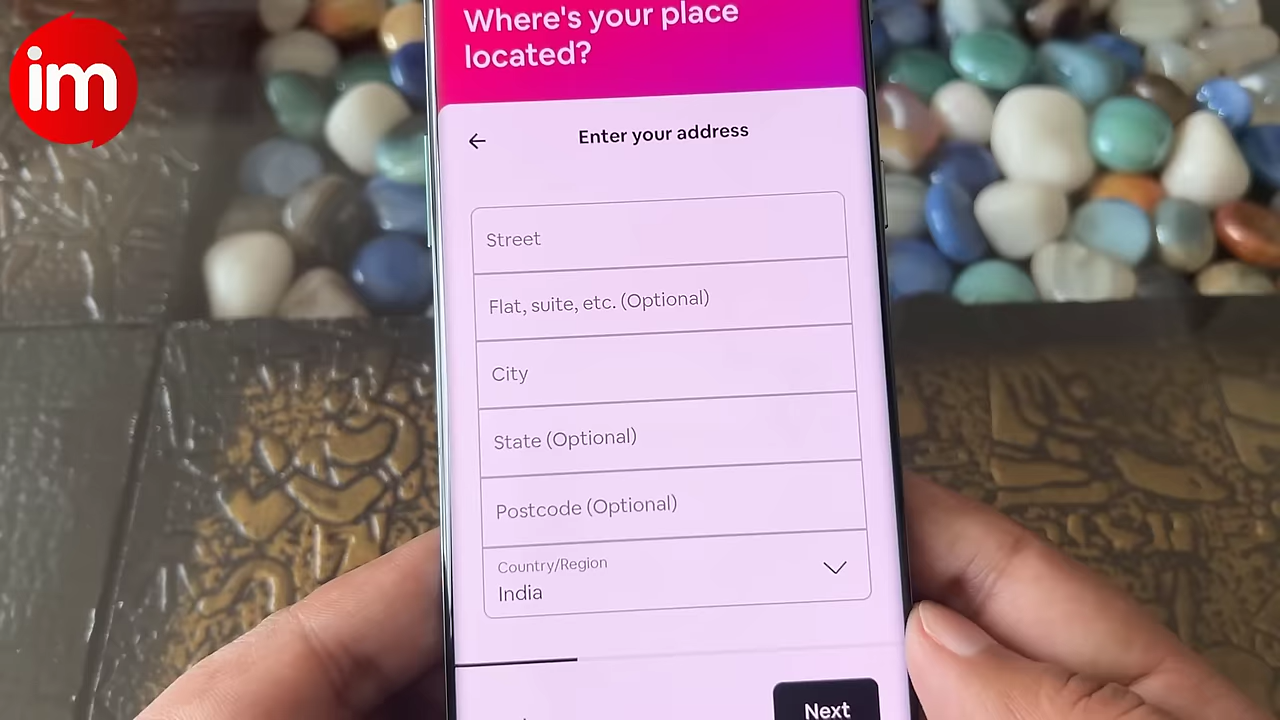 im
Where's your place
located?
Enter your address
Street
Flat, suite, etc. (Optional)
City
State (Optional)
Postcode (Optional)
Country/Region
India
Next